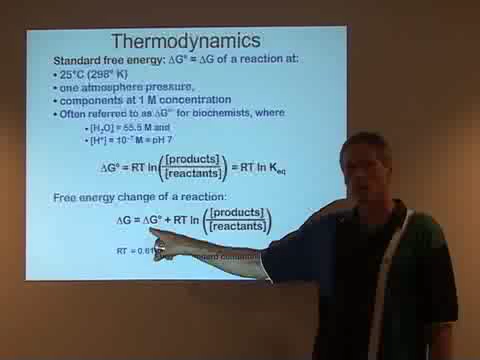 Thermodynamics
Standard free energy: ΔG° = ΔG of a reaction at:
• 25°C (298° K)
• one atmosphere pressure,
• components at 1 M concentration
• Often referred to as ΔG°' for biochemists, where
• [H₂O] = 55.5 M and
• [H⁺] = 10⁻⁷ M = pH 7
ΔG° = RT ln([products]/[reactants]) = RT ln Keq
Free energy change of a reaction:
ΔG = ΔG° + RT ln([products]/[reactants])
RT = 0.61